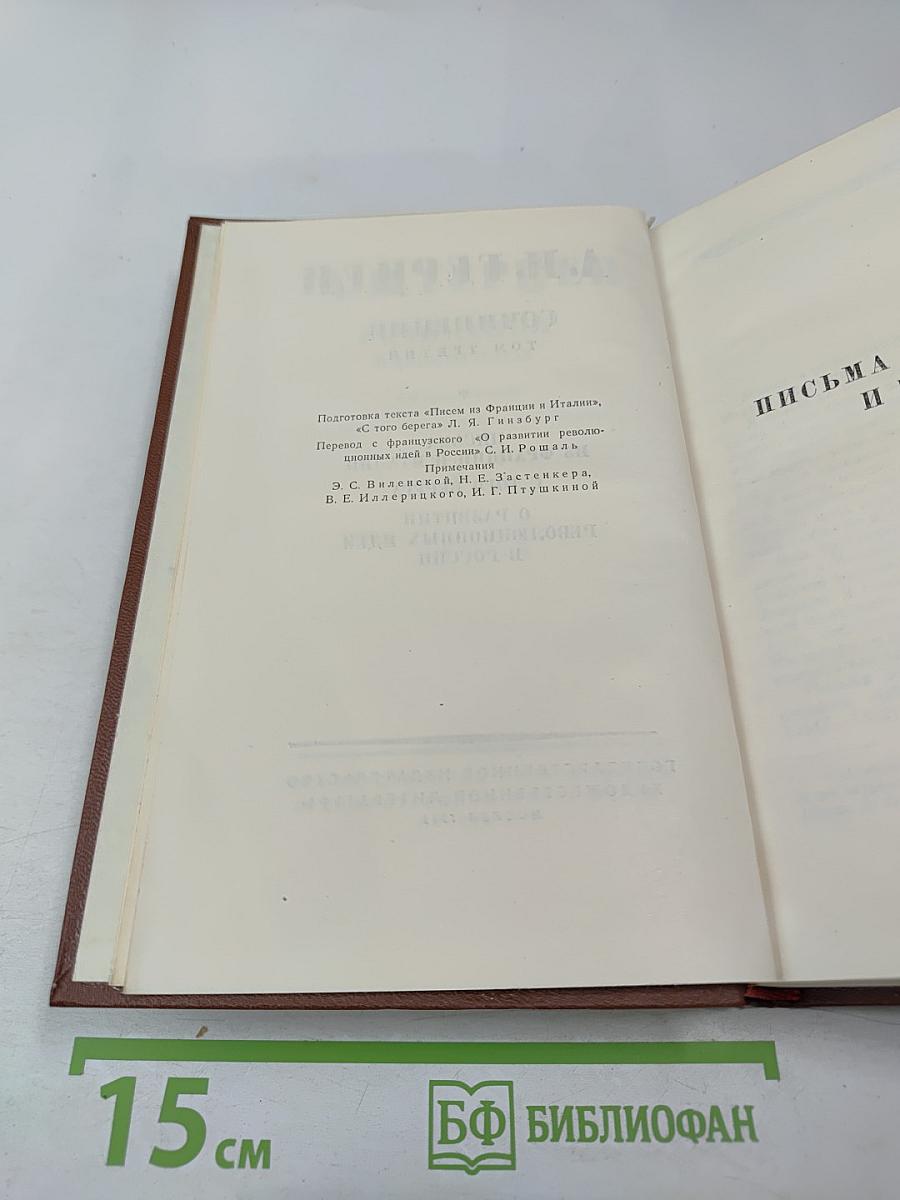 Подготовка текста «Писем из Франции и Италии»,
«С того берега» Л. Я. Гинзбург
Перевод с французского «О развитии револю-
ционных идей в России» С. И. Рошаль
Примечания
Э. С. Виленской, Н. Е. Застенкера,
В. Е. Иллерицкого, И. Г. Птушкиной
ПИСЬМА
И
15 см
БФ БИБЛИОФАН